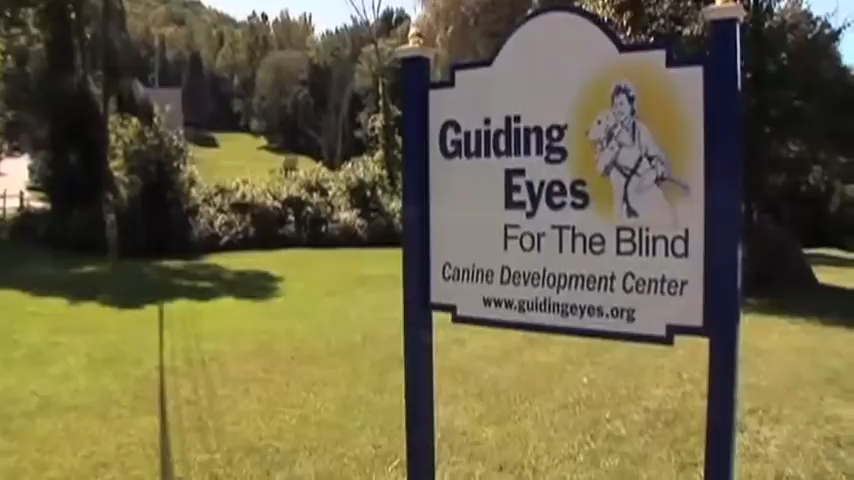 Guiding
Eyes
For The Blind
Canine Development Center
www.guidingeyes.org